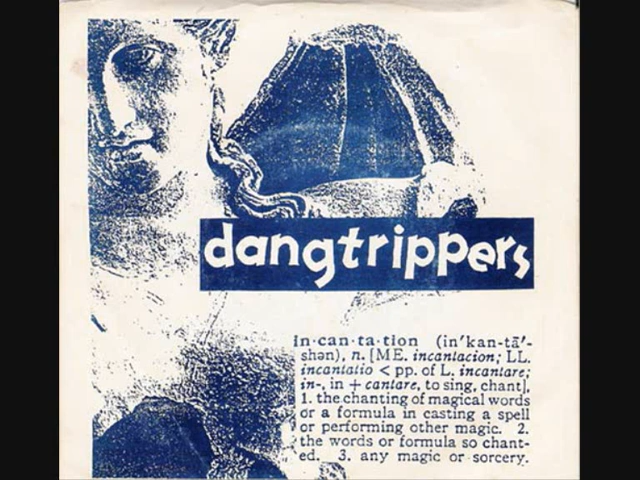 dangtrippers
in·can·ta·tion (in'kan-tā'-
shən), n. [ME. incantacion; LL.
incantatio < pp. of L. incantare;
in-, in + cantare, to sing, chant],
1. the chanting of magical words
or a formula in casting a spell
or performing other magic. 2.
the words or formula so chant-
ed. 3. any magic or sorcery.